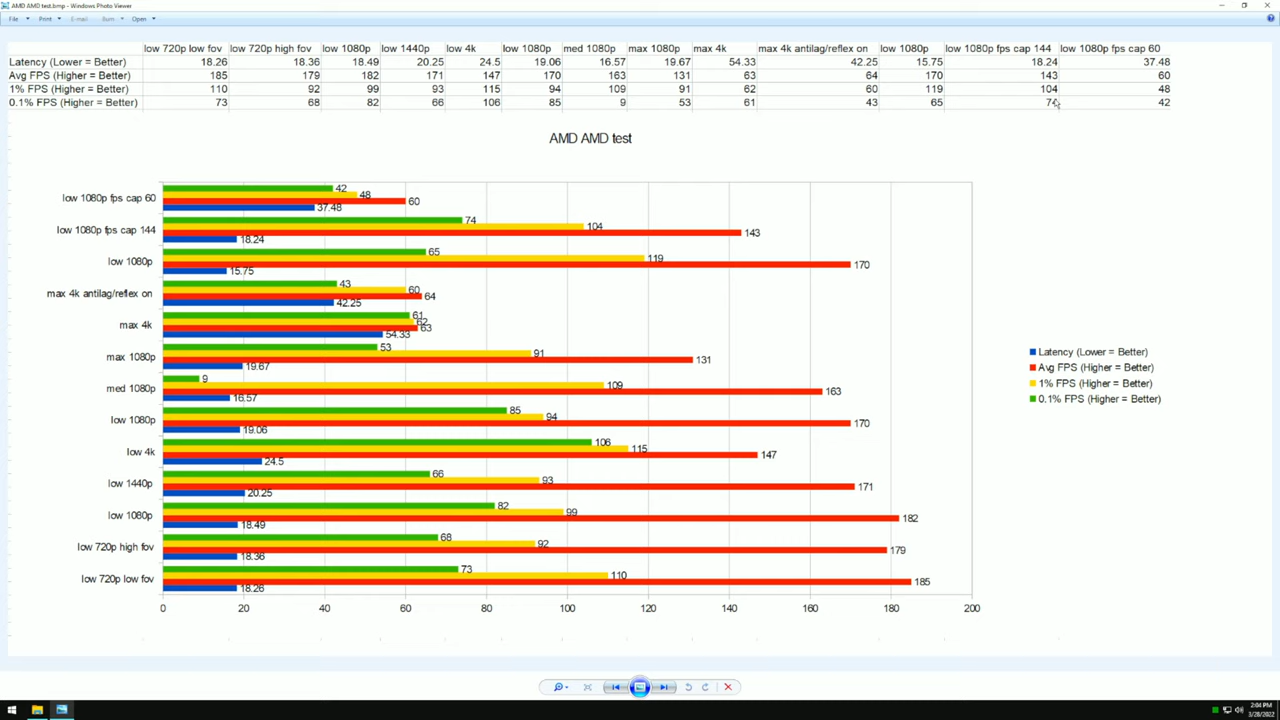 AMD AMD test.bmp - Windows Photo Viewer
File Print E-mail Burn Open
low 720p low fov low 720p high fov low 1080p low 1440p low 4k low 1080p med 1080p max 1080p max 4k max 4k antilag/reflex on low 1080p low 1080p fps cap 144 low 1080p fps cap 60
Latency (Lower = Better) 18.26 18.36 18.49 20.25 24.5 19.06 16.57 19.67 54.33 42.25 15.75 18.24 37.48
Avg FPS (Higher = Better) 185 179 182 171 147 170 163 131 63 64 170 143 60
1% FPS (Higher = Better) 110 92 99 93 115 94 109 91 62 60 119 104 48
0.1% FPS (Higher = Better) 73 68 82 66 106 85 9 53 61 43 65 74 42
AMD AMD test
42
low 1080p fps cap 60 48
60
37.48
74
low 1080p fps cap 144 104
143
18.24
65
low 1080p 119
170
15.75
43
max 4k antilag/reflex on 60
64
42.25
61
max 4k 62
63
54.33
53
max 1080p 91
131
19.67
9
med 1080p 109
163
16.57
85
low 1080p 94
170
19.06
106
low 4k 115
147
24.5
66
low 1440p 93
171
20.25
82
low 1080p 99
182
18.49
68
low 720p high fov 92
179
18.36
73
low 720p low fov 110
185
18.26
0 20 40 60 80 100 120 140 160 180 200
Latency (Lower = Better)
Avg FPS (Higher = Better)
1% FPS (Higher = Better)
0.1% FPS (Higher = Better)
2:04 PM
3/28/2022